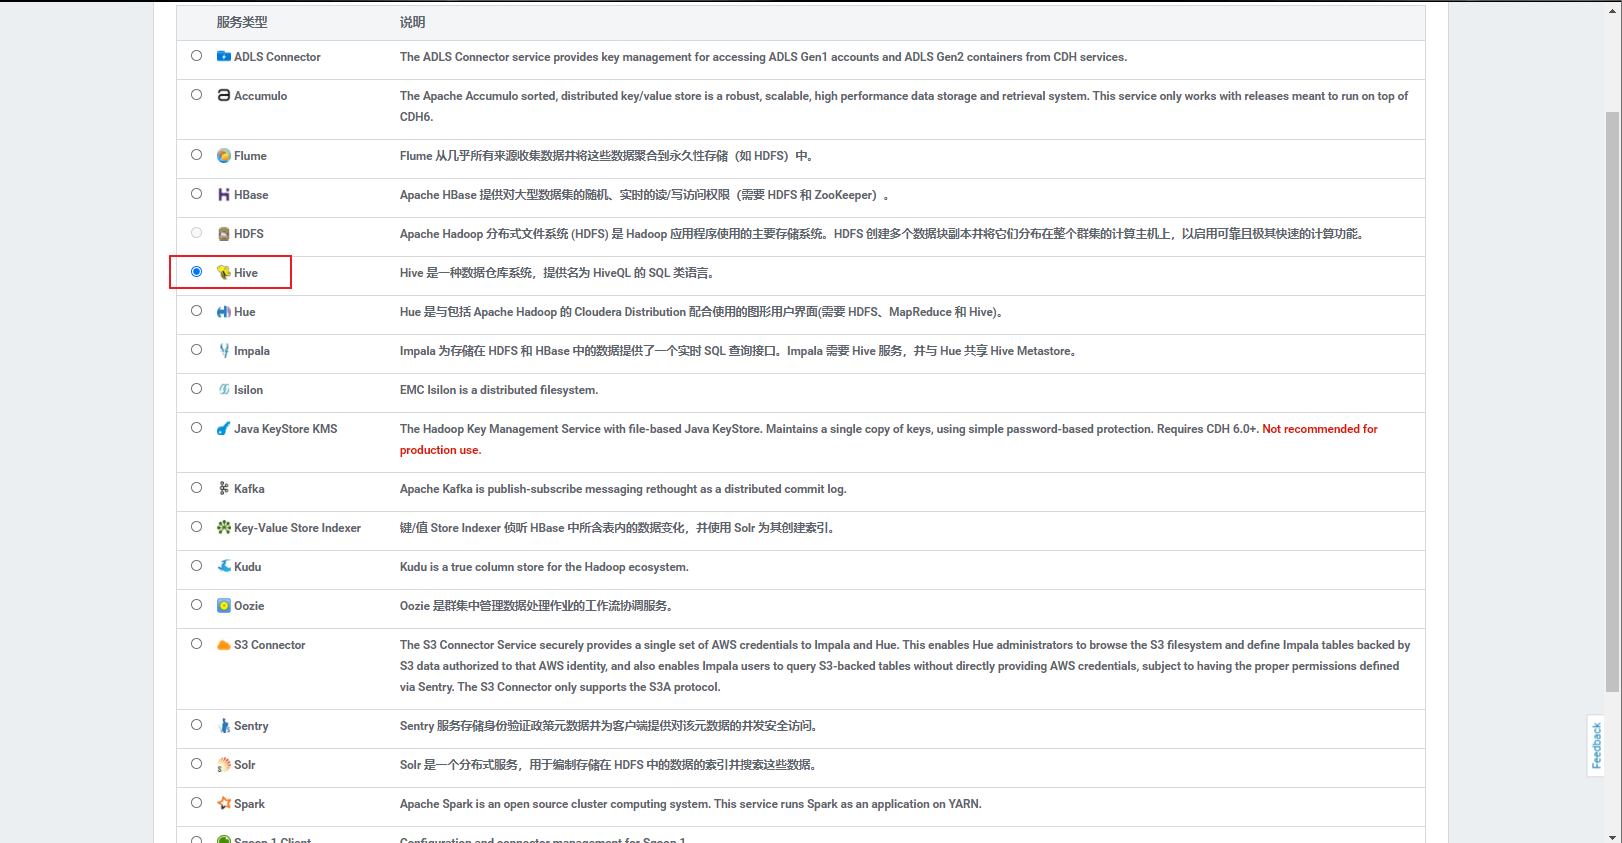 服务类型 说明
ADLS Connector The ADLS Connector service provides key management for accessing ADLS Gen1 accounts and ADLS Gen2 containers from CDH services.
Accumulo The Apache Accumulo sorted, distributed key/value store is a robust, scalable, high performance data storage and retrieval system. This service only works with releases meant to run on top of
CDH6.
Flume Flume 从几乎所有来源收集数据并将这些数据聚合到永久性存储（如 HDFS）中。
HBase Apache HBase 提供对大型数据集的随机、实时的读/写访问权限（需要 HDFS 和 ZooKeeper）。
HDFS Apache Hadoop 分布式文件系统 (HDFS) 是 Hadoop 应用程序使用的主要存储系统。HDFS 创建多个数据块副本并将它们分布在整个群集的计算主机上，以启用可靠且极其快速的计算功能。
Hive Hive 是一种数据仓库系统，提供名为 HiveQL 的 SQL 类语言。
Hue Hue 是与包括 Apache Hadoop 的 Cloudera Distribution 配合使用的图形用户界面(需要 HDFS、MapReduce 和 Hive)。
Impala Impala 为存储在 HDFS 和 HBase 中的数据提供了一个实时 SQL 查询接口。Impala 需要 Hive 服务，并与 Hue 共享 Hive Metastore。
Isilon EMC Isilon is a distributed filesystem.
Java KeyStore KMS The Hadoop Key Management Service with file-based Java KeyStore. Maintains a single copy of keys, using simple password-based protection. Requires CDH 6.0+. Not recommended for
production use.
Kafka Apache Kafka is publish-subscribe messaging rethought as a distributed commit log.
Key-Value Store Indexer 键/值 Store Indexer 侦听 HBase 中所含表内的数据变化，并使用 Solr 为其创建索引。
Kudu Kudu is a true column store for the Hadoop ecosystem.
Oozie Oozie 是群集中管理数据处理作业的工作流协调服务。
S3 Connector The S3 Connector Service securely provides a single set of AWS credentials to Impala and Hue. This enables Hue administrators to browse the S3 filesystem and define Impala tables backed by
S3 data authorized to that AWS identity, and also enables Impala users to query S3-backed tables without directly providing AWS credentials, subject to having the proper permissions defined
via Sentry. The S3 Connector only supports the S3A protocol.
Sentry Sentry 服务存储身份验证政策元数据并为客户端提供对该元数据的并发安全访问。
Solr Solr 是一个分布式服务，用于编制存储在 HDFS 中的数据的索引并搜索这些数据。
Spark Apache Spark is an open source cluster computing system. This service runs Spark as an application on YARN.
Sqoop 1 Client Configuration and connector management for Sqoop 1.
Feedback